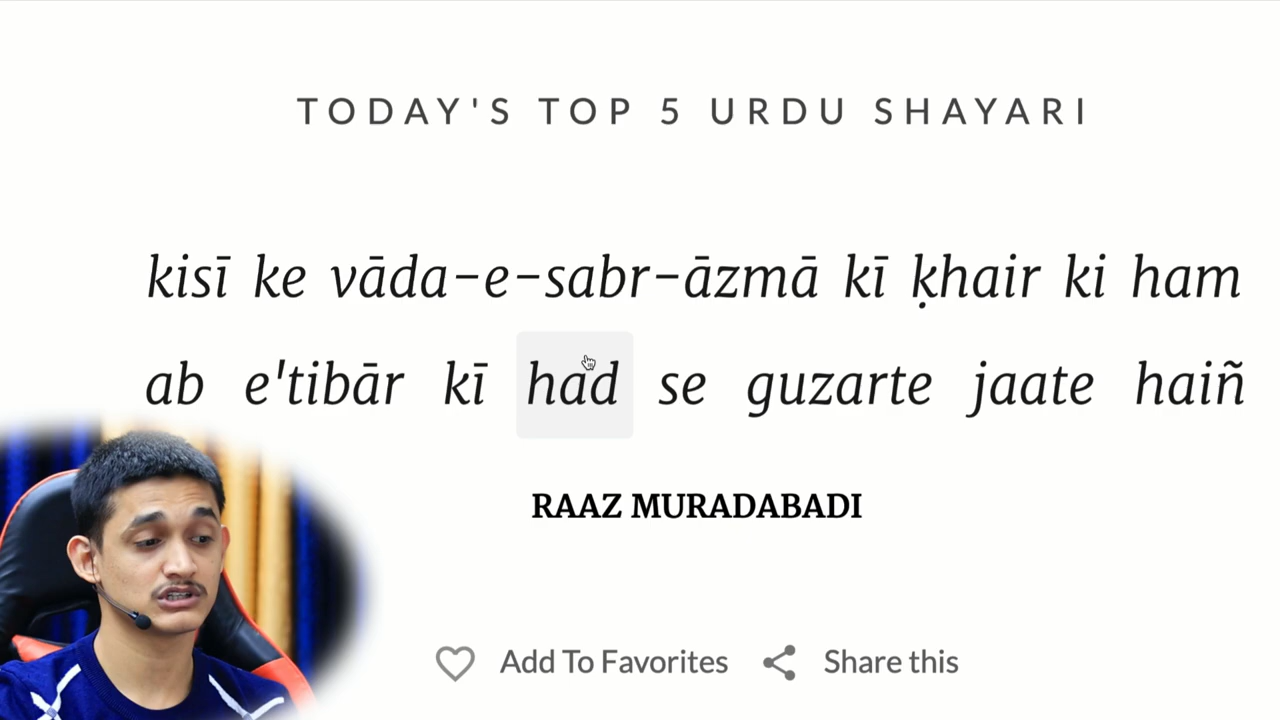 TODAY'S TOP 5 URDU SHAYARI
kisī ke vāda-e-sabr-āzmā kī ḳhair ki ham
ab e'tibār kī had se guzarte jaate haiñ
RAAZ MURADABADI
Add To Favorites Share this